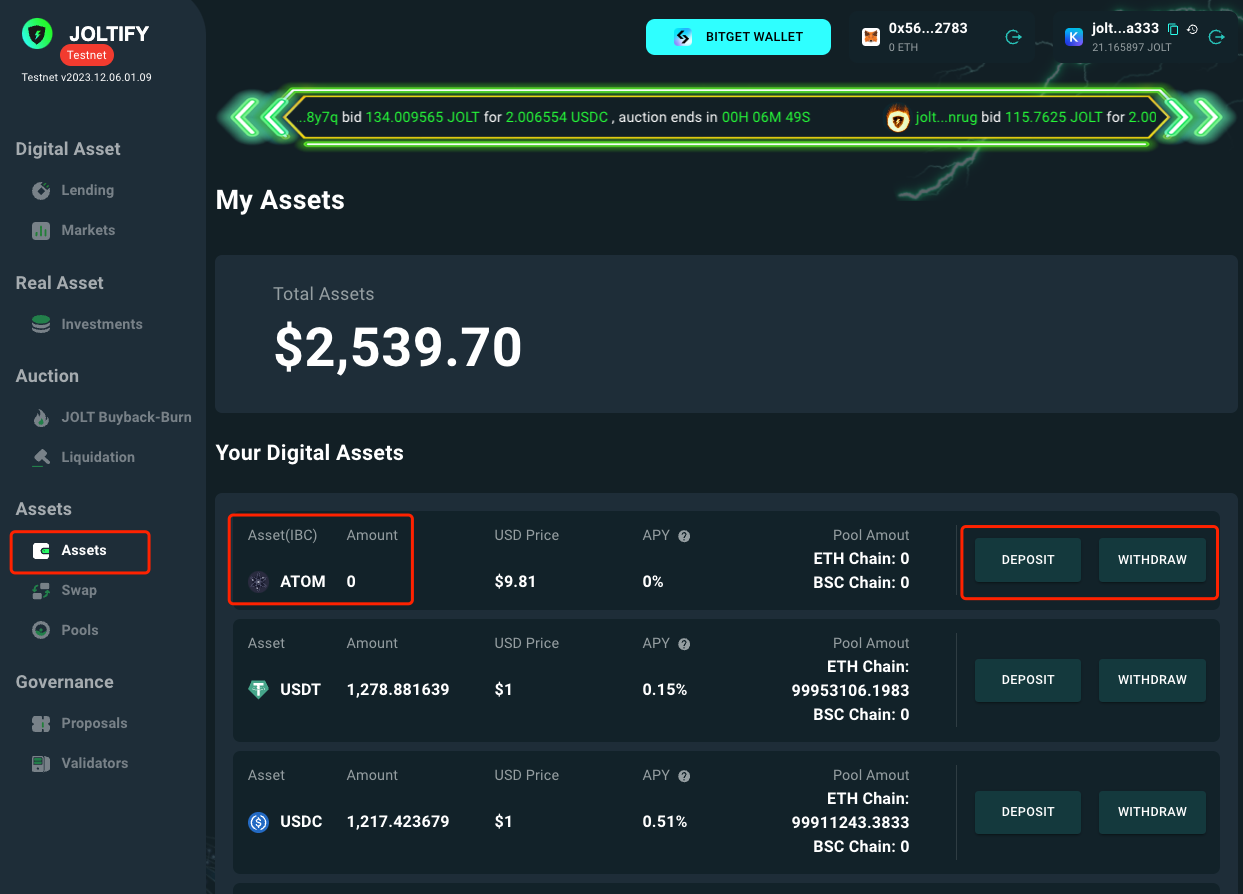 JOLTIFY
Testnet
Testnet v2023.12.06.01.09
Digital Asset
Lending
Markets
Real Asset
Investments
Auction
JOLT Buyback-Burn
Liquidation
Assets
Assets
Swap
Pools
Governance
Proposals
Validators
BITGET WALLET
0x56...2783
0 ETH
K
jolt...a333
21.165897 JOLT
..8y7q bid 134.009565 JOLT for 2.006554 USDC , auction ends in 00H 06M 49S
jolt...nrug bid 115.7625 JOLT for 2.00
My Assets
Total Assets
$2,539.70
Your Digital Assets
Asset(IBC) Amount USD Price APY ? Pool Amout
ETH Chain: 0
BSC Chain: 0
ATOM 0 $9.81 0%
DEPOSIT WITHDRAW
Asset Amount USD Price APY ? Pool Amout
ETH Chain:
99953106.1983
BSC Chain: 0
USDT 1,278.881639 $1 0.15%
DEPOSIT WITHDRAW
Asset Amount USD Price APY ? Pool Amout
ETH Chain:
99911243.3833
BSC Chain: 0
USDC 1,217.423679 $1 0.51%
DEPOSIT WITHDRAW